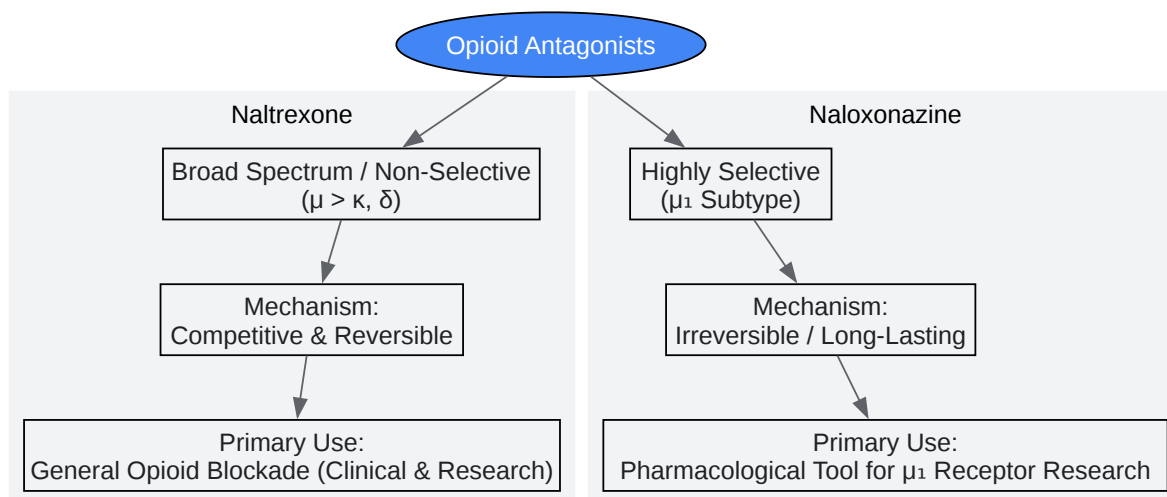 Opioid Antagonists
Naltrexone
Broad Spectrum / Non-Selective
(μ > κ, δ)
Mechanism:
Competitive & Reversible
Primary Use:
General Opioid Blockade (Clinical & Research)
Naloxonazine
Highly Selective
(μ₁ Subtype)
Mechanism:
Irreversible / Long-Lasting
Primary Use:
Pharmacological Tool for μ₁ Receptor Research